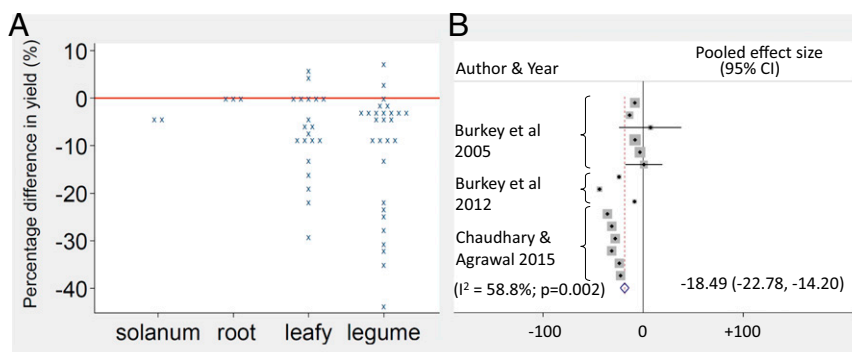 A
Percentage difference in yield (%)
10
0
-10
-20
-30
-40
solanum root leafy legume
B
Author & Year
Pooled effect size
(95% CI)
Burkey et al
2005
Burkey et al
2012
Chaudhary &
Agrawal 2015
(I² = 58.8%; p=0.002)
-18.49 (-22.78, -14.20)
-100 0 +100